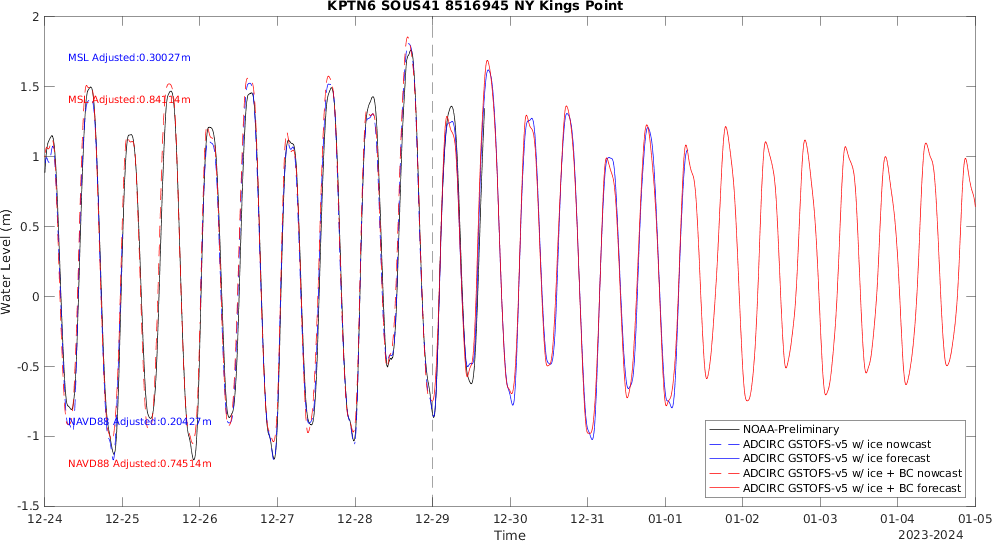 KPTN6 SOUS41 8516945 NY Kings Point
2
1.5
1
0.5
0
-0.5
-1
-1.5
Water Level (m)
MSL Adjusted:0.30027m
MSL Adjusted:0.84114m
NAVD88 Adjusted:0.20427m
NAVD88 Adjusted:0.74514m
NOAA-Preliminary
ADCIRC GSTOFS-v5 w/ ice nowcast
ADCIRC GSTOFS-v5 w/ ice forecast
ADCIRC GSTOFS-v5 w/ ice + BC nowcast
ADCIRC GSTOFS-v5 w/ ice + BC forecast
12-24 12-25 12-26 12-27 12-28 12-29 12-30 12-31 01-01 01-02 01-03 01-04 01-05
Time
2023-2024